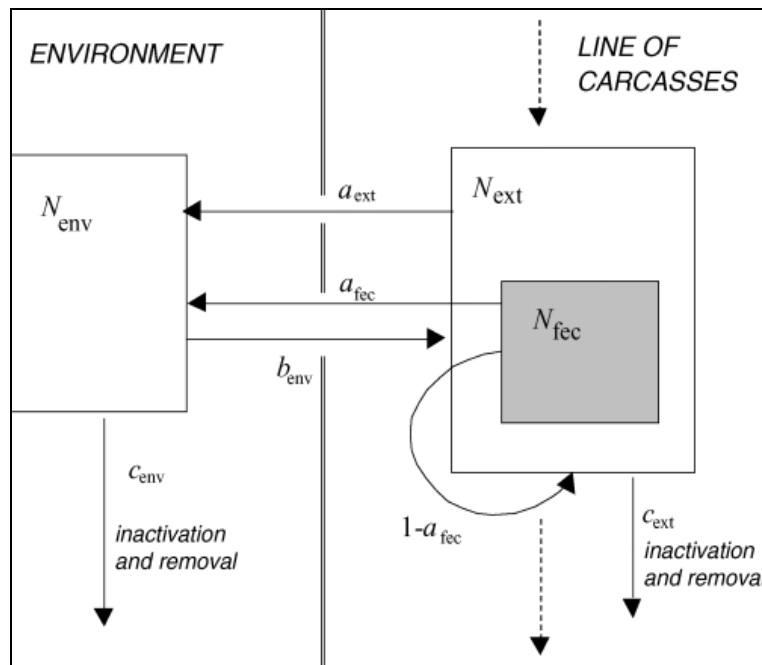 ENVIRONMENT
LINE OF
CARCASSES
N_env
a_ext
N_ext
a_fec
N_fec
b_env
c_env
inactivation
and removal
1-a_fec
c_ext
inactivation
and removal